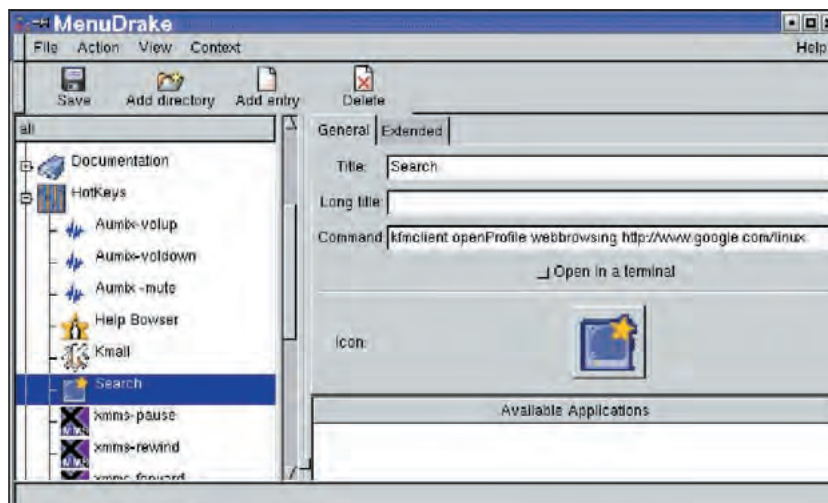 MenuDrake
File Action View Context Help
Save Add directory Add entry Delete
all
Documentation
HotKeys
Aumix-volup
Aumix-voldown
Aumix -mute
Help Bowser
Kmail
Search
xmms-pause
xmms-rewind
xmms-forward
General Extended
Title: Search
Long title
Command kfmclient openProfile webbrowsing http://www.google.com/linux
Open in a terminal
Icon:
Available Applications